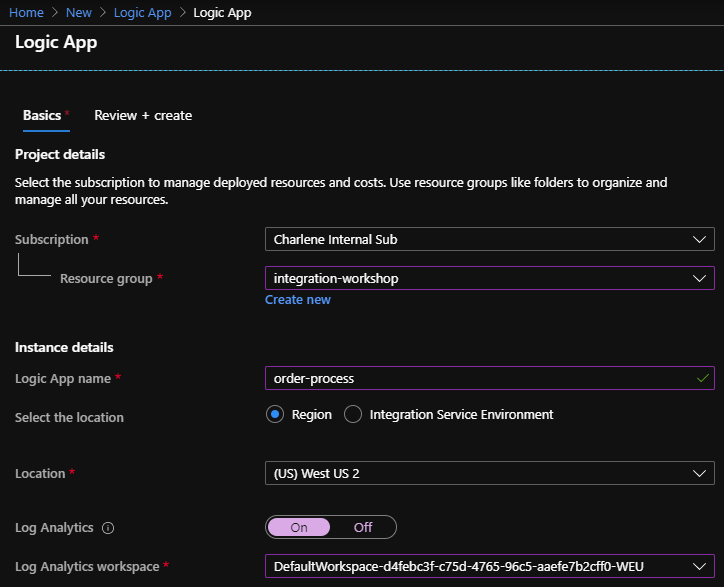 Home > New > Logic App > Logic App
Logic App
Basics * Review + create
Project details
Select the subscription to manage deployed resources and costs. Use resource groups like folders to organize and
manage all your resources.
Subscription * Charlene Internal Sub
Resource group * integration-workshop
Create new
Instance details
Logic App name * order-process
Select the location Region Integration Service Environment
Location * (US) West US 2
Log Analytics On Off
Log Analytics workspace * DefaultWorkspace-d4febc3f-c75d-4765-96c5-aaefe7b2cff0-WEU